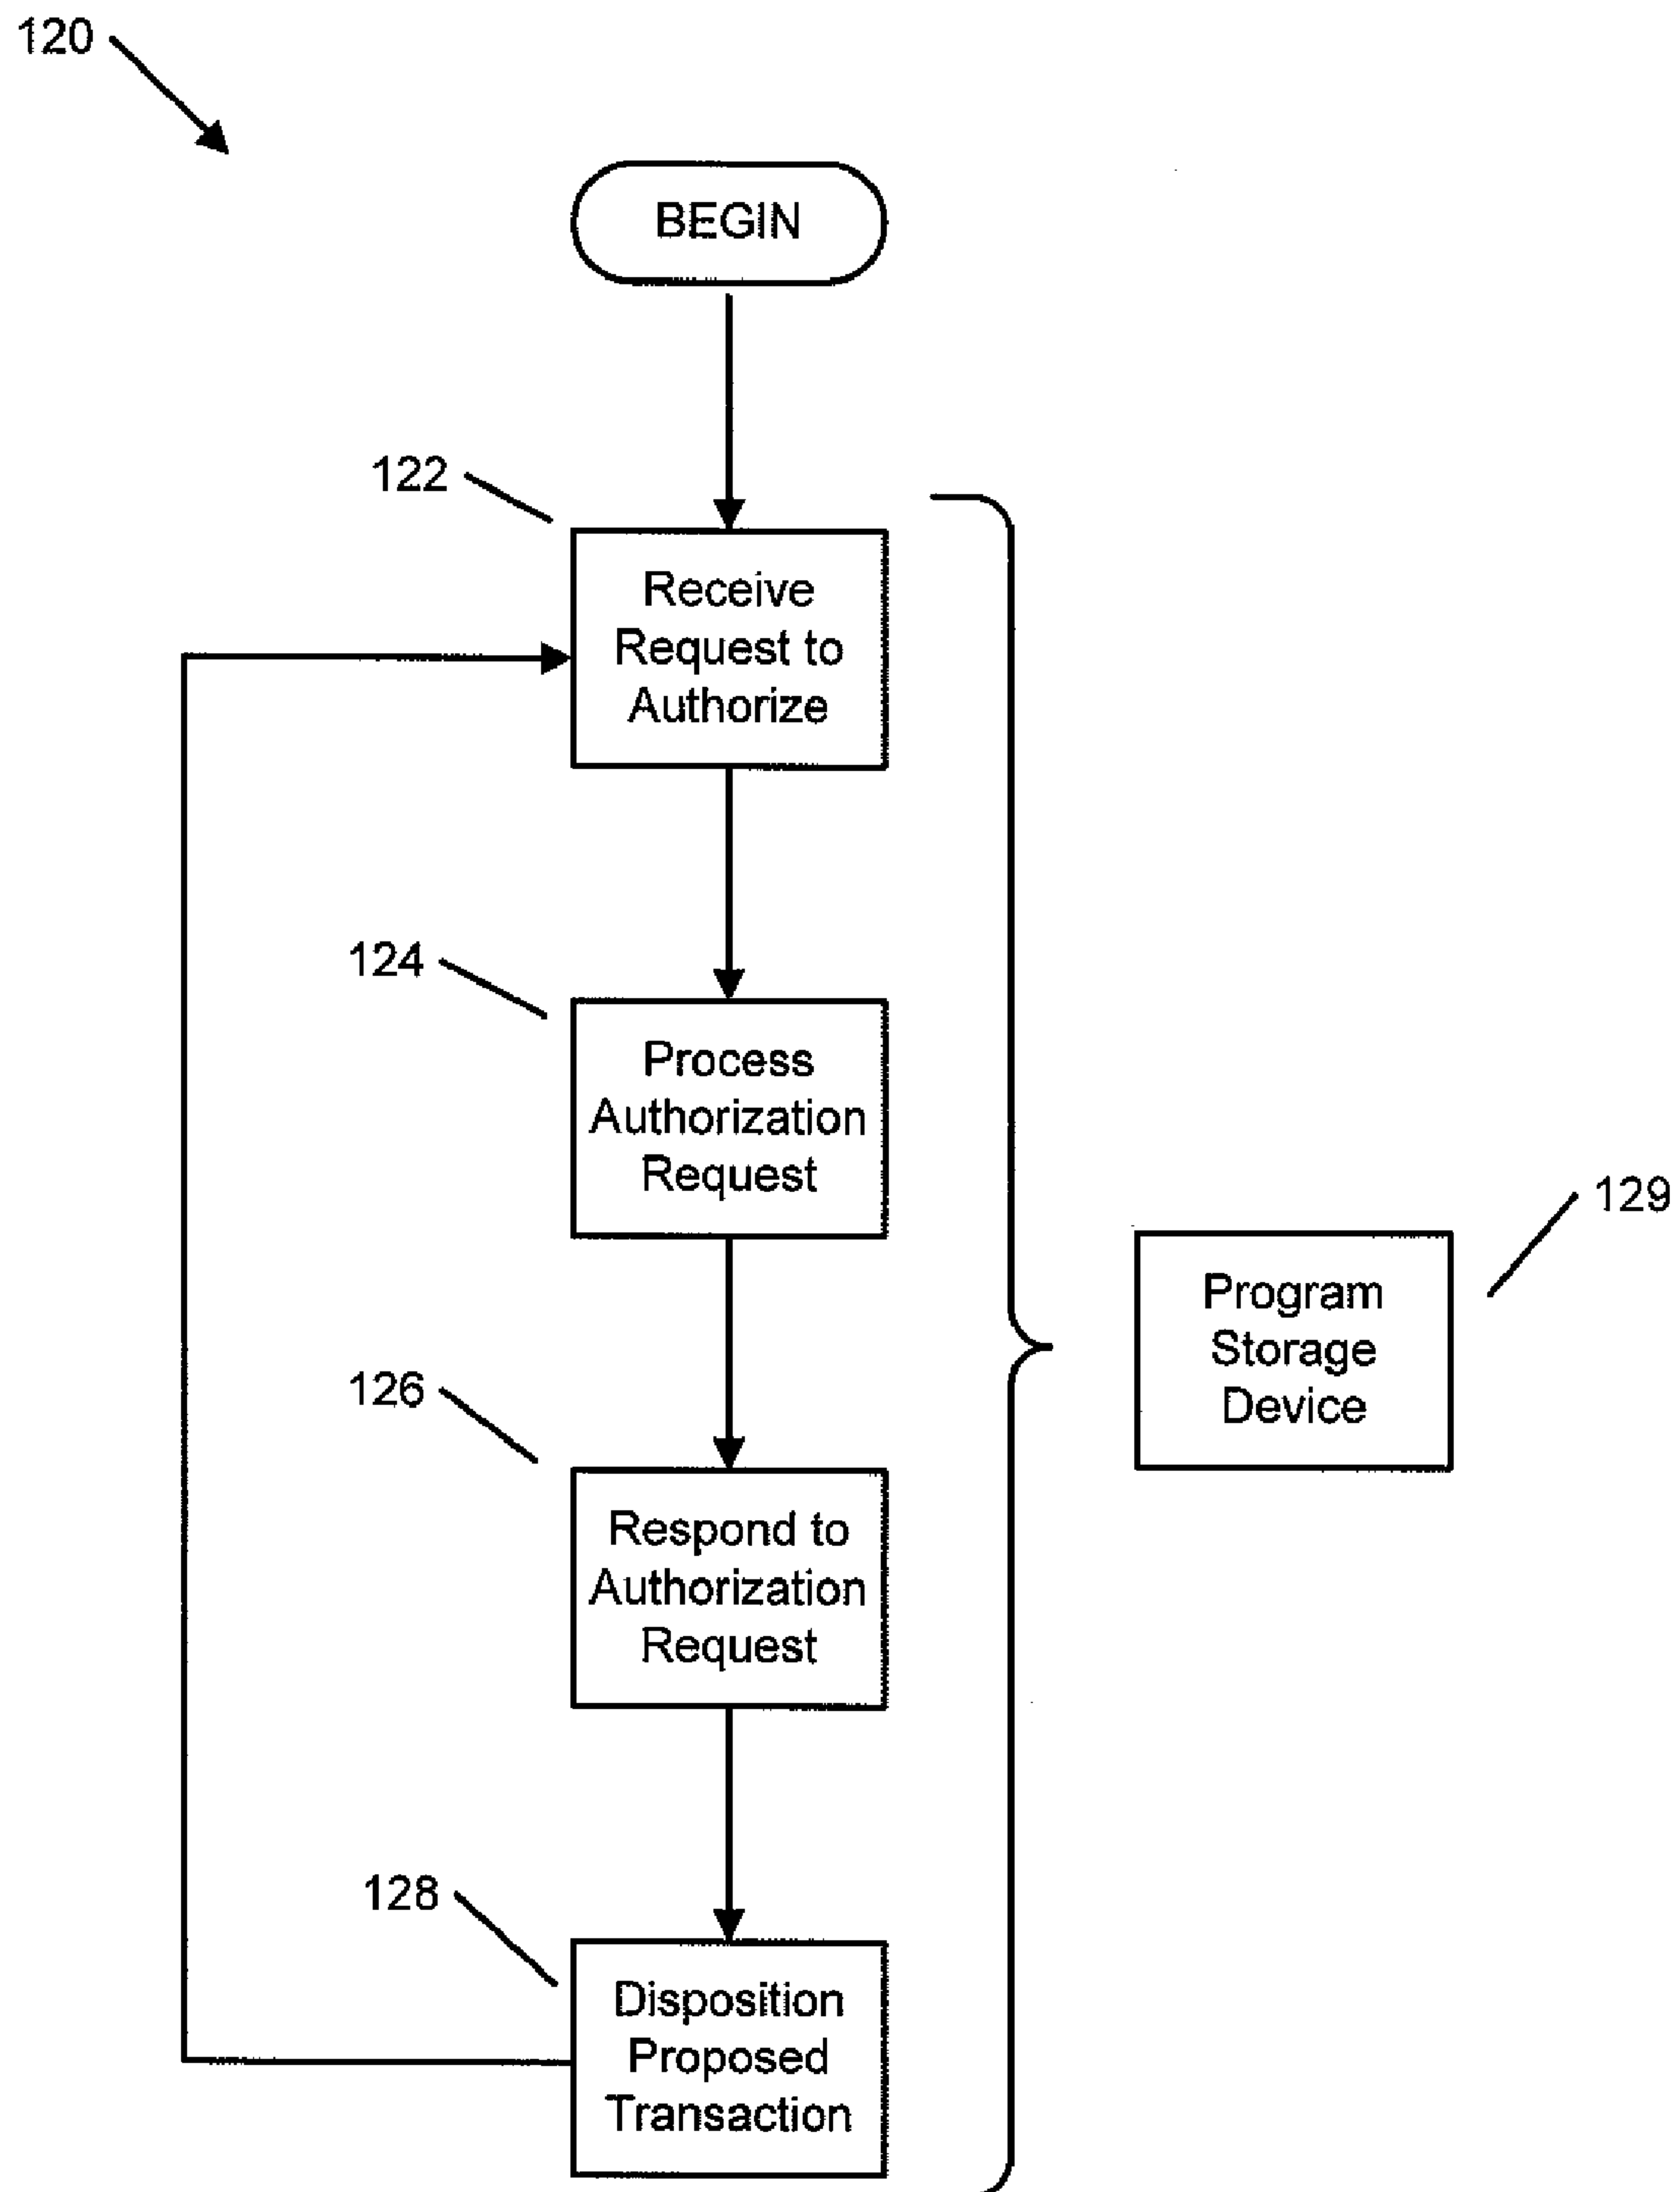 120
BEGIN
122
Receive
Request to
Authorize
124
Process
Authorization
Request
129
Program
Storage
Device
126
Respond to
Authorization
Request
128
Disposition
Proposed
Transaction